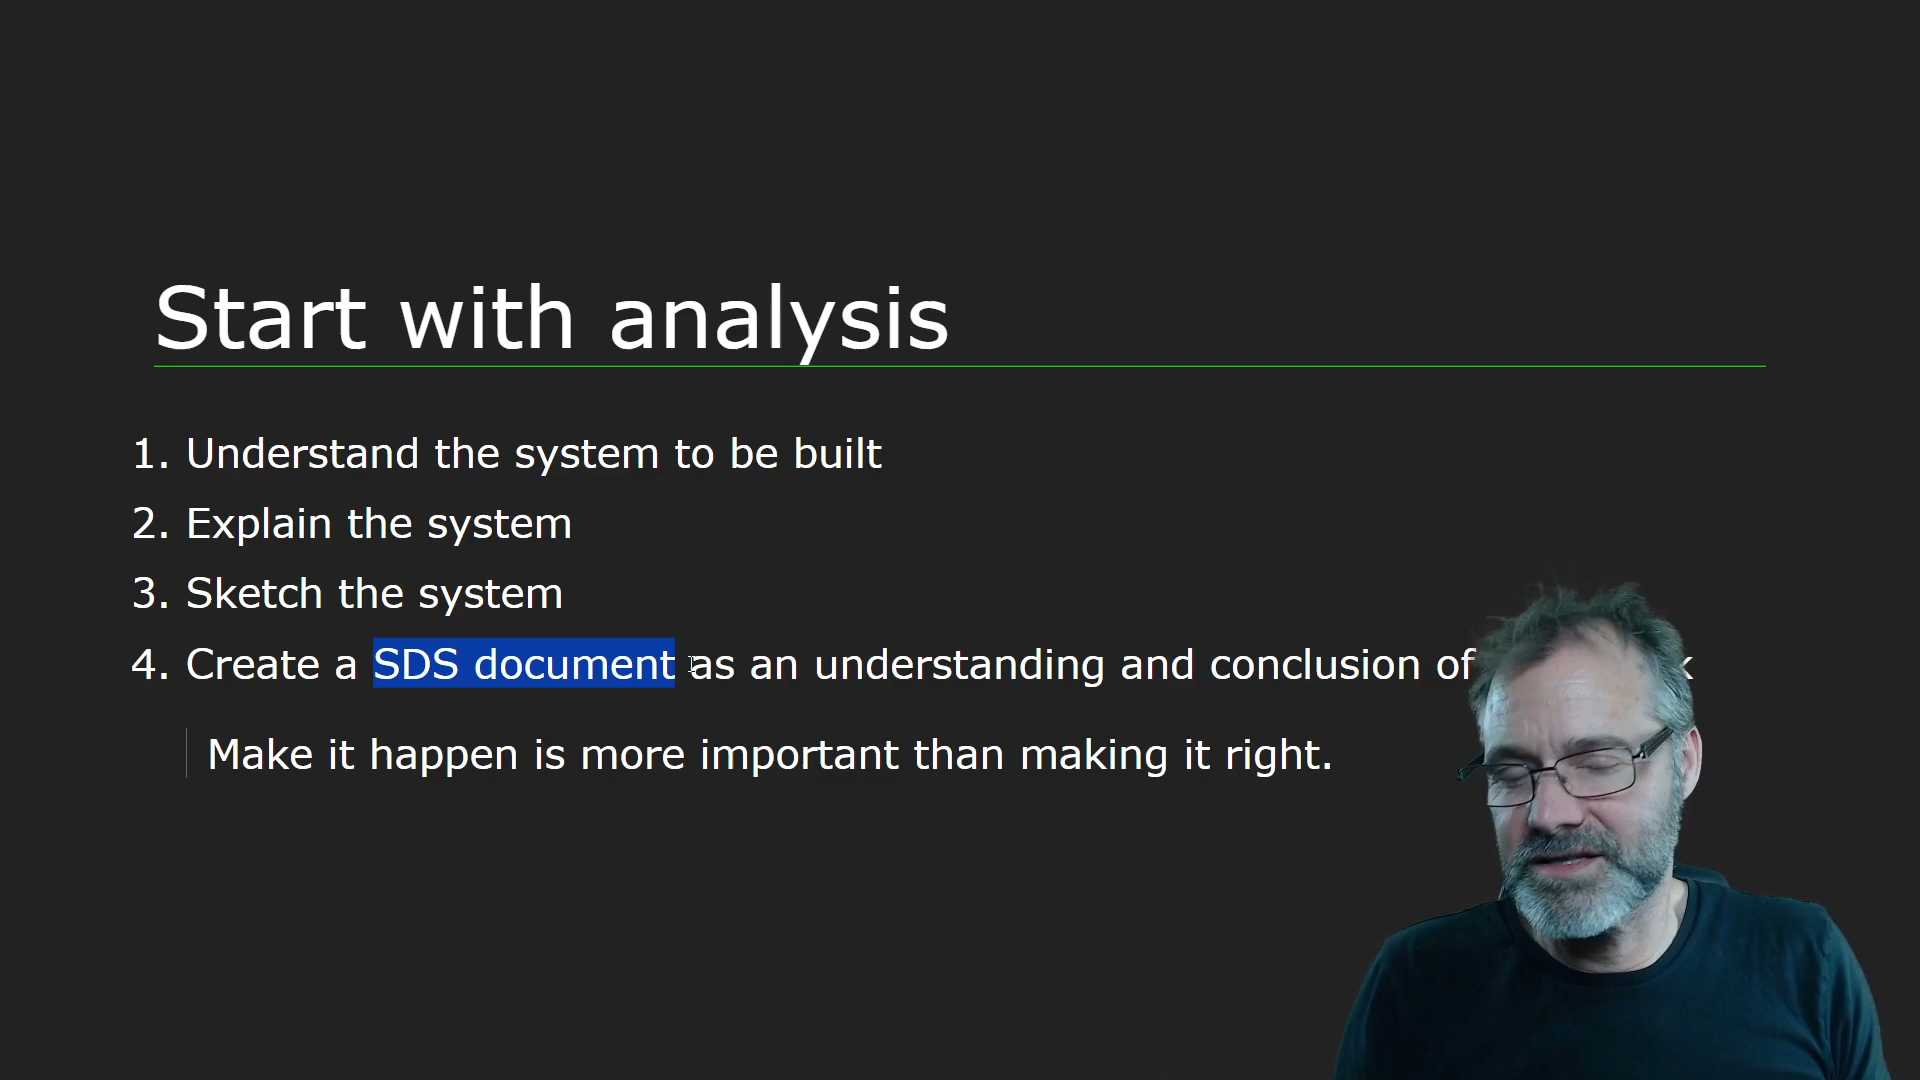 Start with analysis
1. Understand the system to be built
2. Explain the system
3. Sketch the system
4. Create a SDS document as an understanding and conclusion of
Make it happen is more important than making it right.